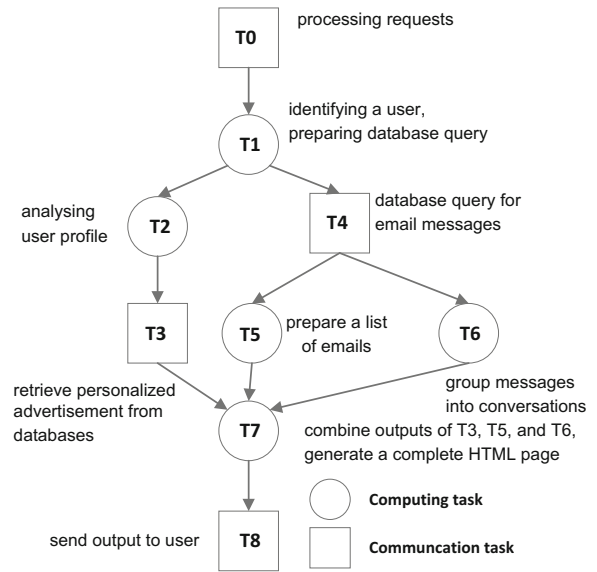 processing requests
T0
identifying a user,
preparing database query
T1
analysing
user profile
T2
T4
database query for
email messages
T3
T5
prepare a list
of emails
T6
retrieve personalized
advertisement from
databases
group messages
into conversations
T7
combine outputs of T3, T5, and T6,
generate a complete HTML page
Computing task
send output to user
T8
Communcation task